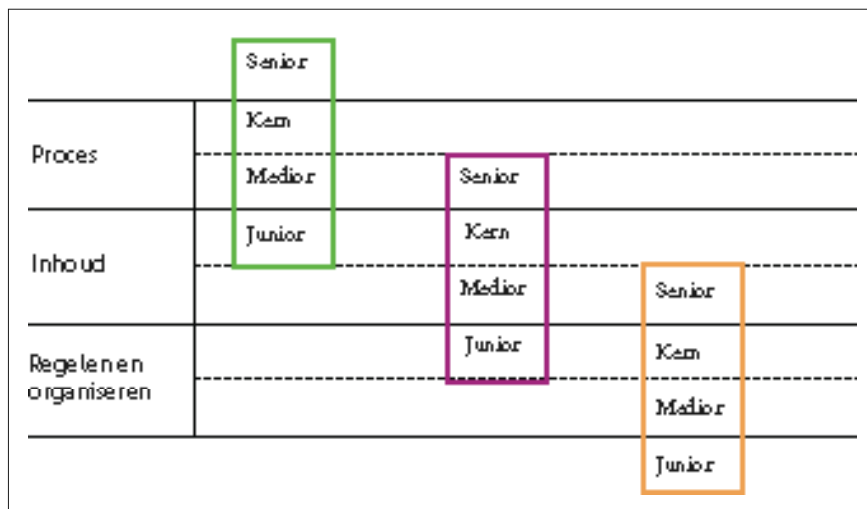 Senior
Kern
Proces
Medior
Senior
Junior
Kern
Inhoud
Medior
Senior
Junior
Kern
Regelen en
organiseren
Medior
Junior